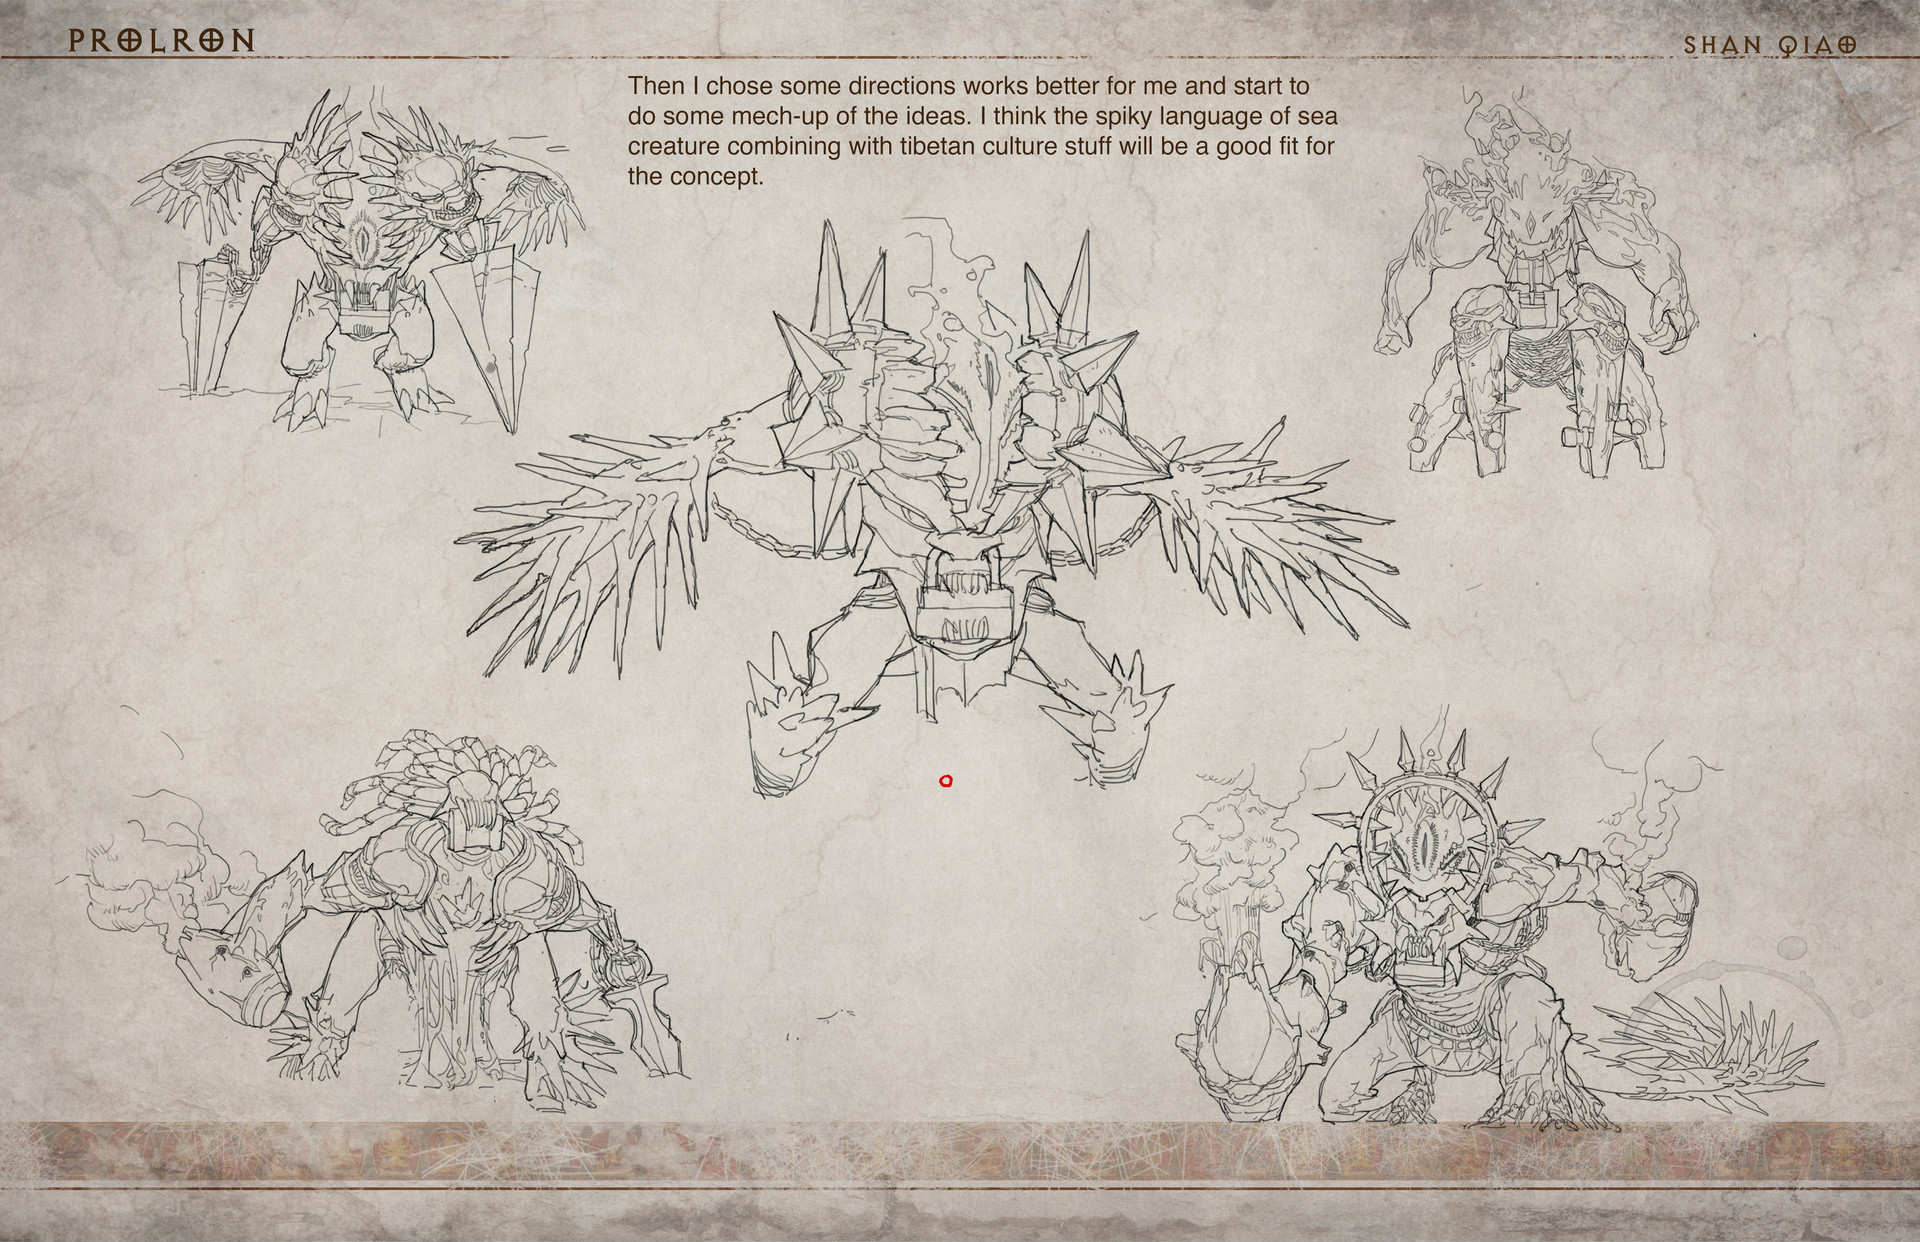 PROLRON
SHAN QIAO
Then I chose some directions works better for me and start to
do some mech-up of the ideas. I think the spiky language of sea
creature combining with tibetan culture stuff will be a good fit for
the concept.